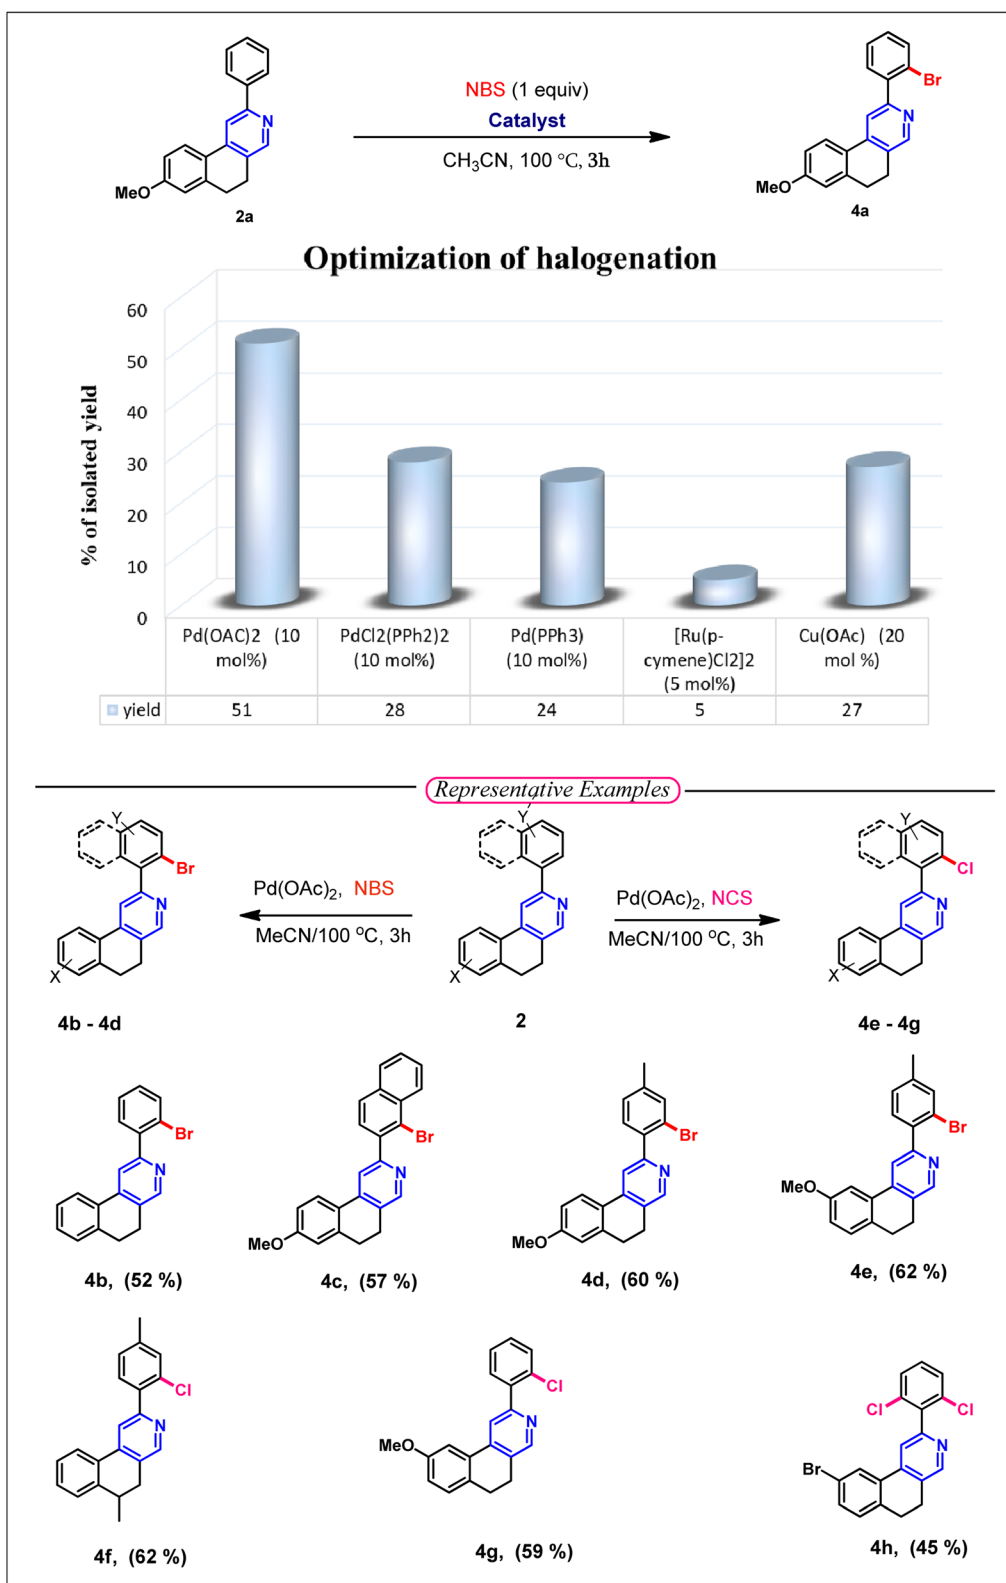 Br
NBS (1 equiv)
N
Catalyst
N
CH3CN, 100 °C, 3h
MeO
MeO
2a
4a
Optimization of halogenation
% of isolated yield
60
50
40
30
20
10
0
Pd(OAC)2 (10 mol%)
PdCl2(PPh2)2 (10 mol%)
Pd(PPh3) (10 mol%)
[Ru(p-cymene)Cl2]2 (5 mol%)
Cu(OAc) (20 mol %)
yield 51 28 24 5 27
Representative Examples
Y
Y
Y
Br
Cl
Pd(OAc)2, NBS
Pd(OAc)2, NCS
N
N
N
MeCN/100 °C, 3h
MeCN/100 °C, 3h
X
X
X
4b - 4d
2
4e - 4g
Br
Br
Br
Br
N
N
N
N
MeO
MeO
MeO
4b, (52 %)
4c, (57 %)
4d, (60 %)
4e, (62 %)
Cl
Cl
Cl
Cl
N
N
N
MeO
Br
4f, (62 %)
4g, (59 %)
4h, (45 %)